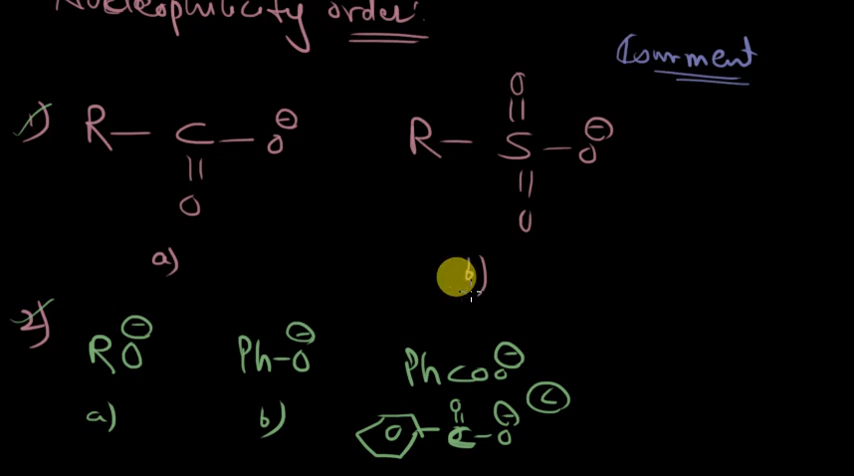 Nucleophilicity order:
Comment
1) R—C—O⊖ R—S—O⊖
|| O
O || 
||
O
a) b)
2) RO⊖ Ph-O⊖ PhCOO⊖
a) b) C
O
||
O -C-O⊖